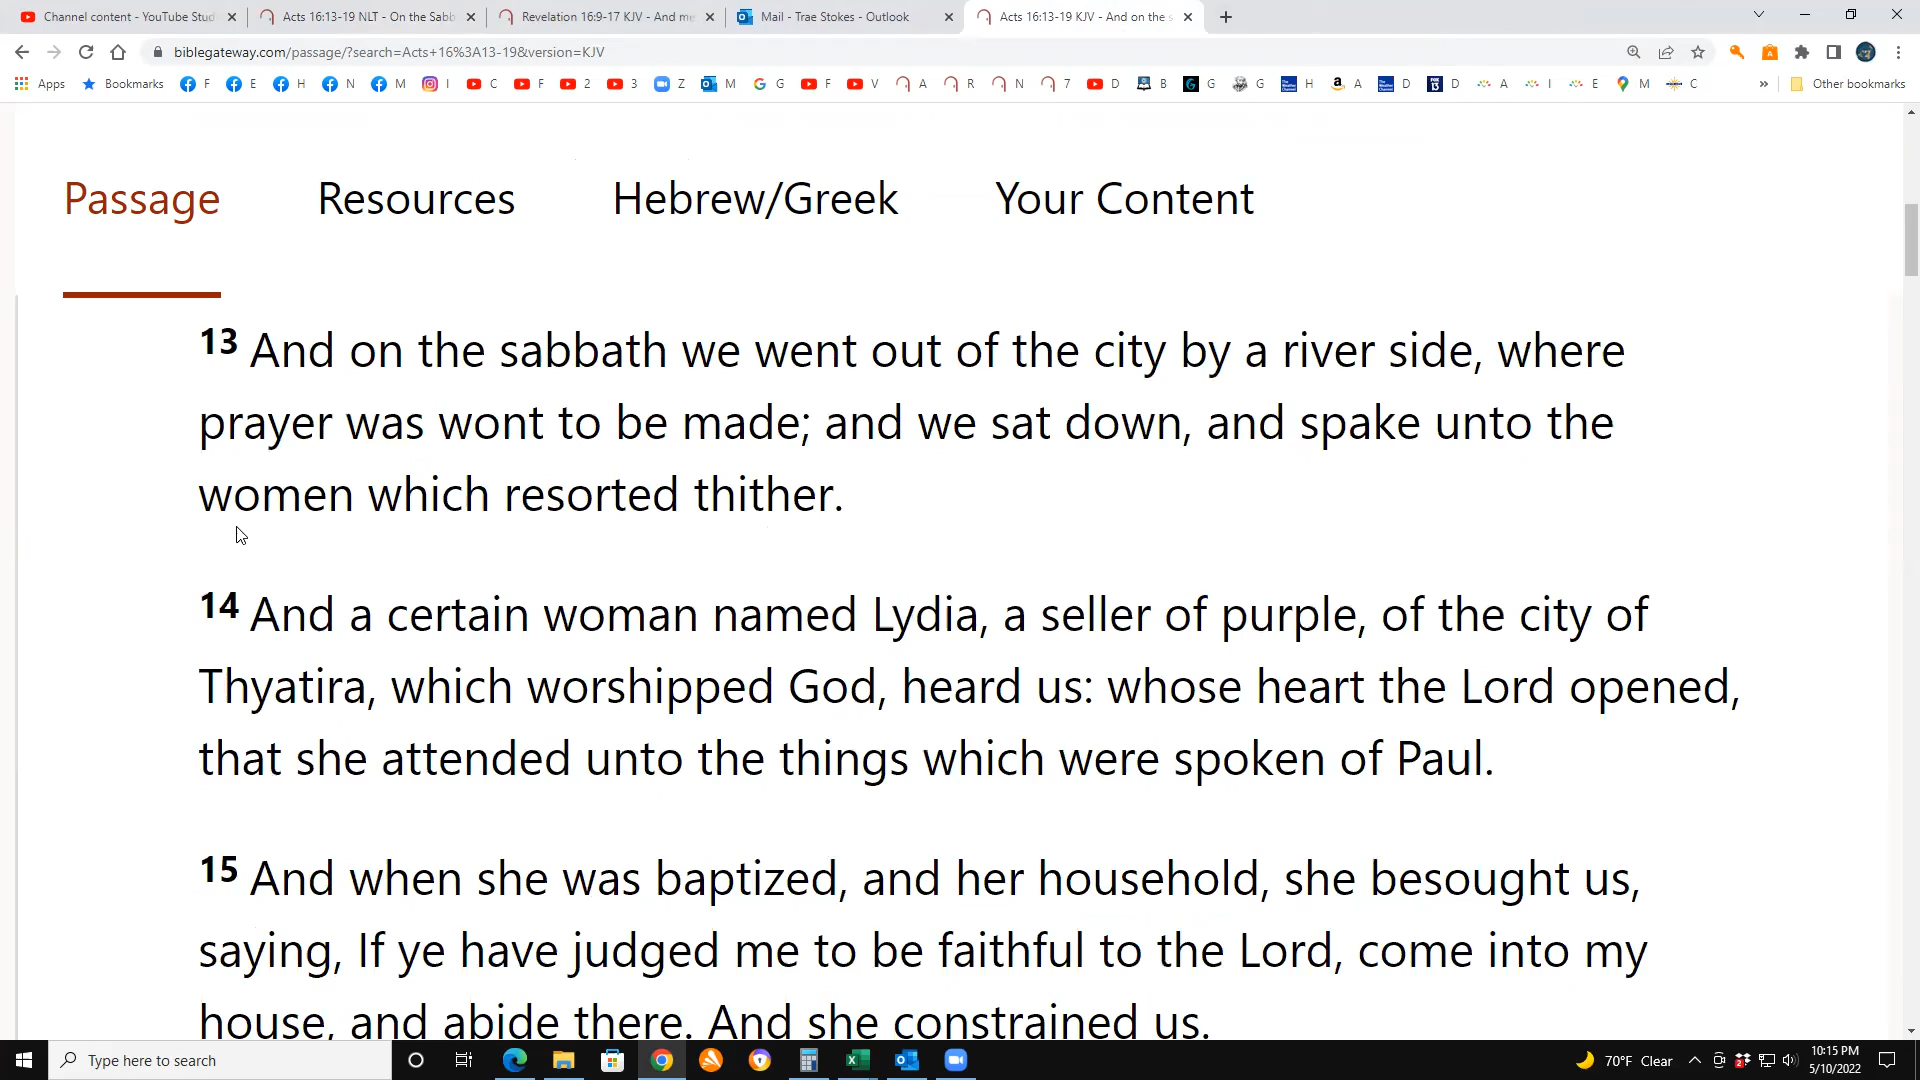 Channel content - YouTube Stud
Acts 16:13-19 NLT - On the Sabb
Revelation 16:9-17 KJV - And me
Mail - Trae Stokes - Outlook
Acts 16:13-19 KJV - And on the s
biblegateway.com/passage/?search=Acts+16%3A13-19&version=KJV
Apps Bookmarks F E H N M I C F 2 3 Z M G F V A R N 7 D B G G H A D D A I E M C » Other bookmarks
Passage Resources Hebrew/Greek Your Content
13 And on the sabbath we went out of the city by a river side, where
prayer was wont to be made; and we sat down, and spake unto the
women which resorted thither.
14 And a certain woman named Lydia, a seller of purple, of the city of
Thyatira, which worshipped God, heard us: whose heart the Lord opened,
that she attended unto the things which were spoken of Paul.
15 And when she was baptized, and her household, she besought us,
saying, If ye have judged me to be faithful to the Lord, come into my
house, and abide there. And she constrained us.
Type here to search
70°F Clear
10:15 PM
5/10/2022